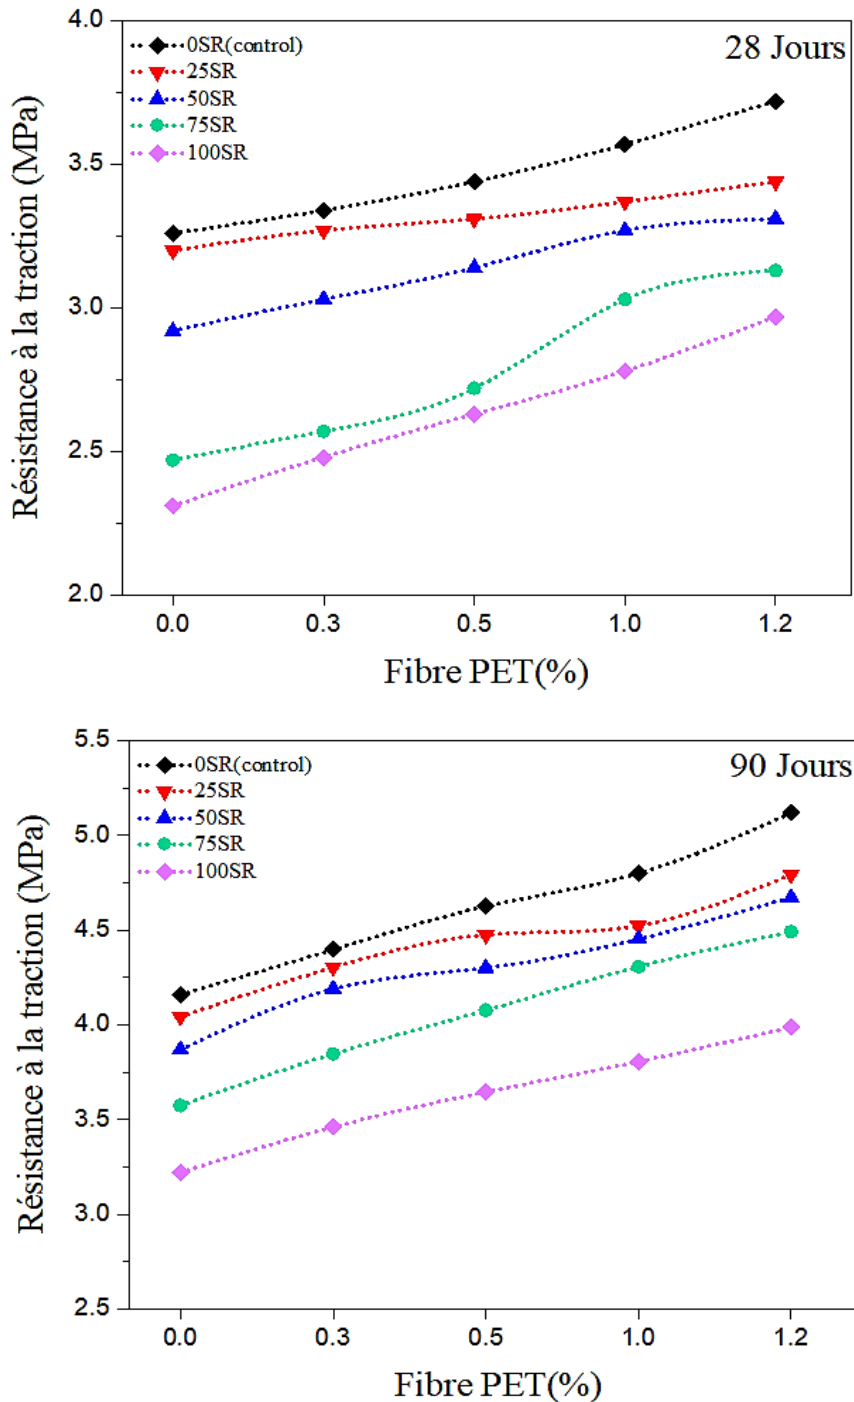 4.0
3.5
3.0
2.5
2.0
Résistance à la traction (MPa)
0SR(control)
25SR
50SR
75SR
100SR
28 Jours
0.0 0.3 0.5 1.0 1.2
Fibre PET(%)
5.5
5.0
4.5
4.0
3.5
3.0
2.5
Résistance à la traction (MPa)
0SR(control)
25SR
50SR
75SR
100SR
90 Jours
0.0 0.3 0.5 1.0 1.2
Fibre PET(%)